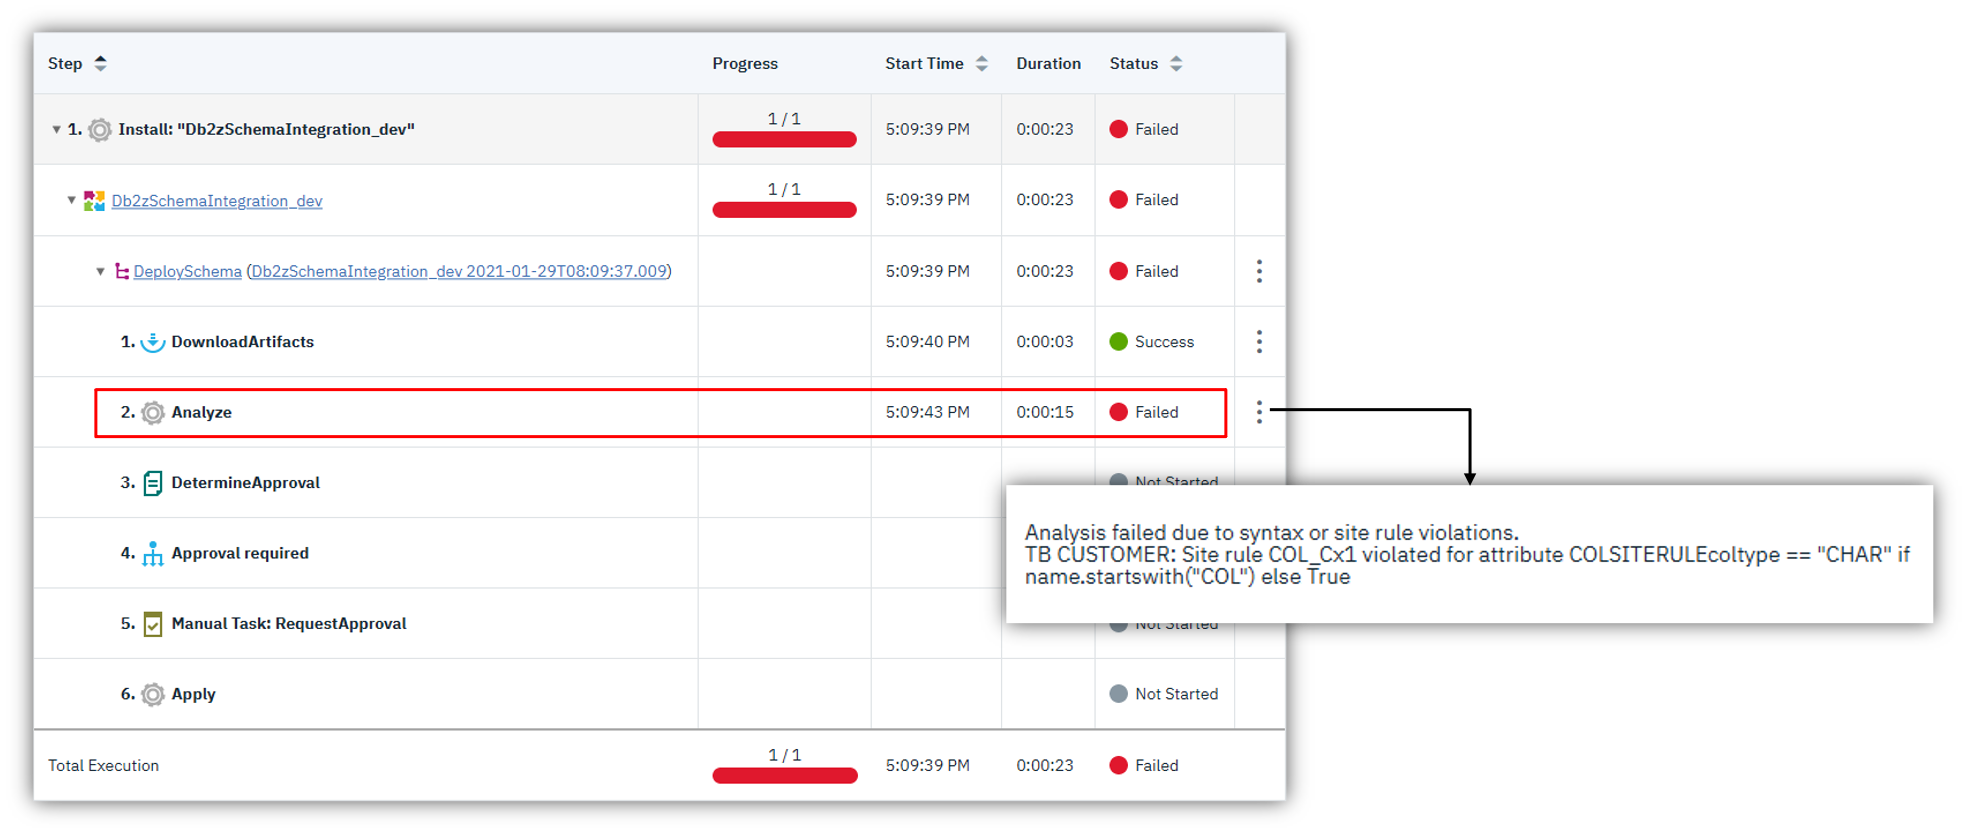 Step Progress Start Time Duration Status
1. Install: "Db2zSchemaIntegration_dev" 1 / 1 5:09:39 PM 0:00:23 Failed
Db2zSchemaIntegration_dev 1 / 1 5:09:39 PM 0:00:23 Failed
DeploySchema (Db2zSchemaIntegration_dev 2021-01-29T08:09:37.009) 5:09:39 PM 0:00:23 Failed
1. DownloadArtifacts 5:09:40 PM 0:00:03 Success
2. Analyze 5:09:43 PM 0:00:15 Failed
3. DetermineApproval Not Started
Analysis failed due to syntax or site rule violations.
TB CUSTOMER: Site rule COL_Cx1 violated for attribute COLSITERULEcoltype == "CHAR" if
name.startswith("COL") else True
4. Approval required
5. Manual Task: RequestApproval Not Started
6. Apply Not Started
Total Execution 1 / 1 5:09:39 PM 0:00:23 Failed